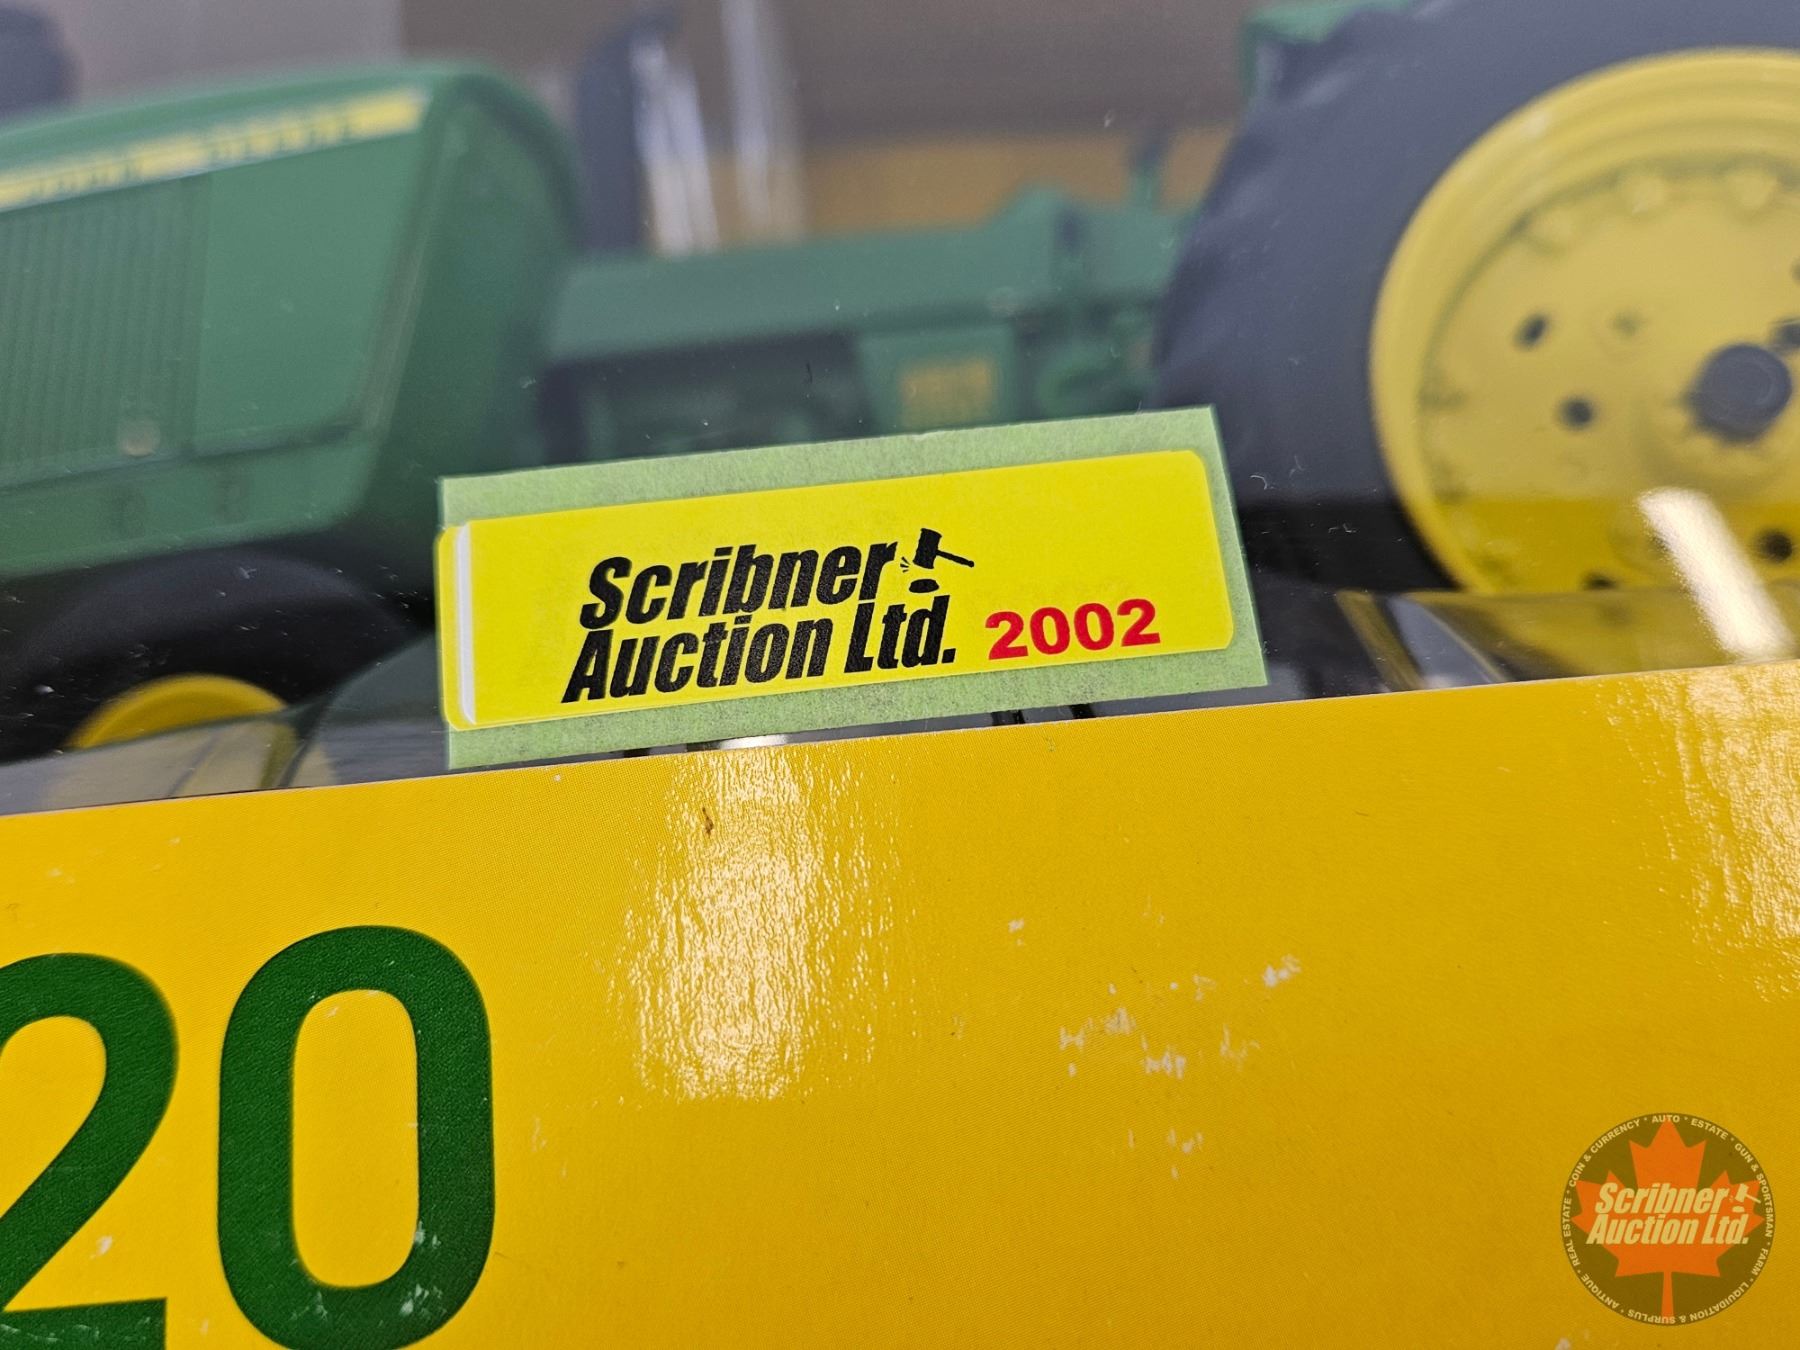 Scribner
Auction Ltd. 2002
20
COIN & CURRENCY • AUTO • ESTATE • GUN & SPORTSMAN • FARM • LIQUIDATION & SURPLUS • ANTIQUE • REAL ESTATE •
Scribner
Auction Ltd.